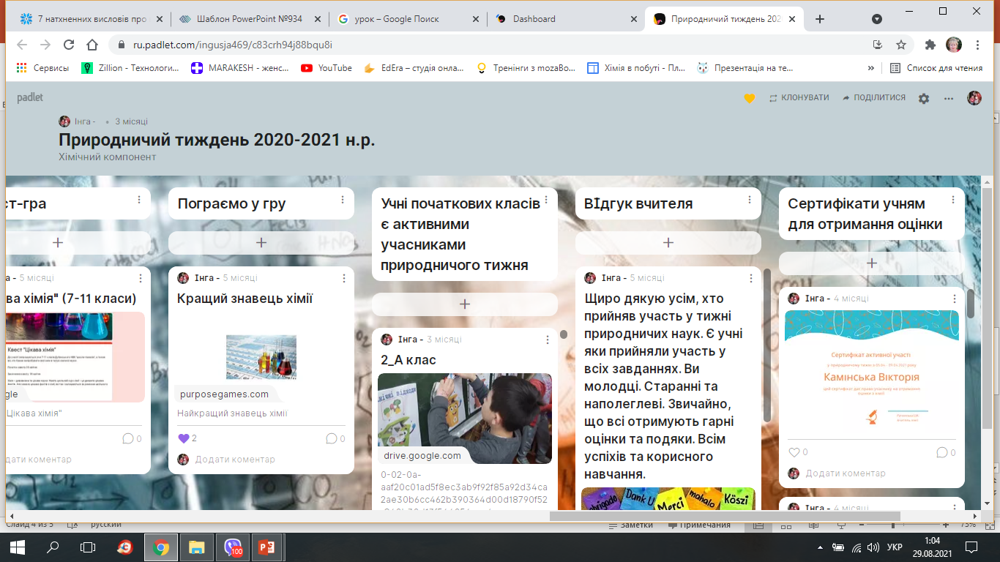 7 натхненних висловів про
Шаблон PowerPoint №934
урок – Google Поиск
Dashboard
Природничий тиждень 202
ru.padlet.com/ingusja469/c83crh94j88bqu8i
Сервисы
Zillion - Технологи...
MARAKESH - женс...
YouTube
EdEra – студія онла...
Тренінги з mozaBo...
Хімія в побуті - Пл...
Презентація на те...
»
Список для чтения
padlet
КЛОНУВАТИ
ПОДІЛИТИСЯ
Інга - • 3 місяці
Природничий тиждень 2020-2021 н.р.
Хімічний компонент
ст-гра
а - 5 місяці
ва хімія" (7-11 класи)
Квест "Цікава хімія"
gle
Цікава хімія"
0
дати коментар
Пограємо у гру
Інга - 5 місяці
Кращий знавець хімії
purposegames.com
Найкращий знавець хімії
2
0
Додати коментар
Учні початкових класів
є активними
учасниками
природничого тижня
Інга - 3 місяці
2_А клас
drive.google.com
0-02-0a-
aaf20c01ad5f8ec3ab9f92f85a92d34ca
2ae30b6cc462b390364d00d18790f52
ВІдгук вчителя
Інга - 5 місяці
Щиро дякую усім, хто
прийняв участь у тижні
природничих наук. Є учні
яки прийняли участь у
всіх завданнях. Ви
молодці. Старанні та
наполегливі. Звичайно,
що всі отримують гарні
оцінки та подяки. Всім
успіхів та корисного
навчання.
obrigado
Dank U
Merci
mahalo
Köszi
Сертифікати учням
для отримання оцінки
Інга - 4 місяці
Сертифікат активної участі
Камінська Вікторія
0
0
Додати коментар
Інга - 4 місяці
Слайд 4 из 5
русский
Заметки
Примечания
73%
100
УКР
1:04
29.08.2021